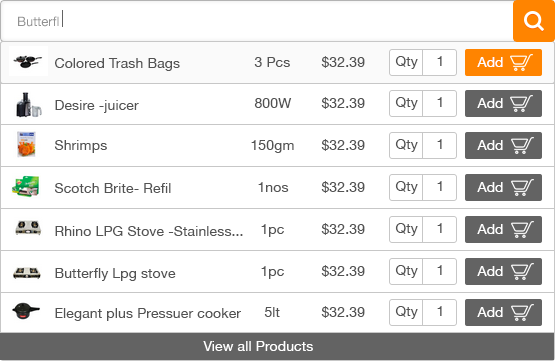 Butterfl
Colored Trash Bags 3 Pcs $32.39 Qty 1 Add
Desire -juicer 800W $32.39 Qty 1 Add
Shrimps 150gm $32.39 Qty 1 Add
Scotch Brite- Refil 1nos $32.39 Qty 1 Add
Rhino LPG Stove -Stainless... 1pc $32.39 Qty 1 Add
Butterfly Lpg stove 1pc $32.39 Qty 1 Add
Elegant plus Pressuer cooker 5lt $32.39 Qty 1 Add
View all Products